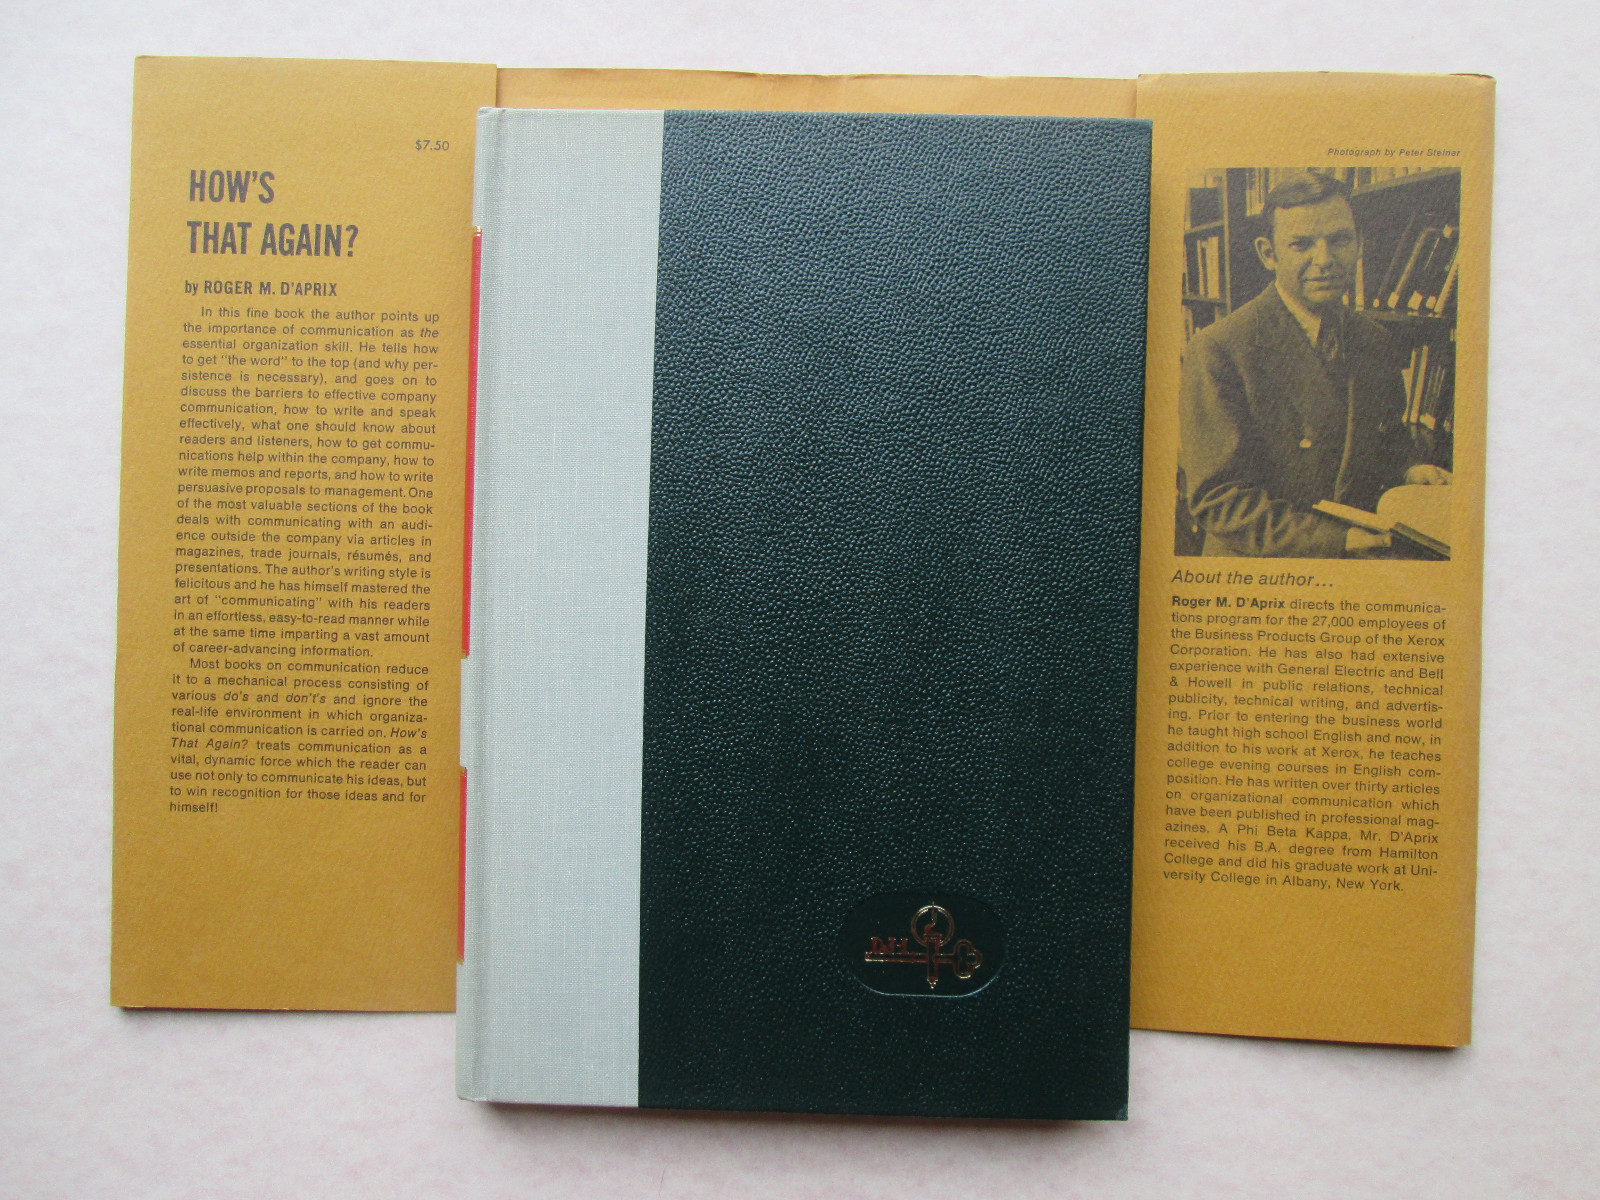 $7.50
HOW'S
THAT AGAIN?
by ROGER M. D'APRIX
In this fine book the author points up
the importance of communication as the
essential organization skill. He tells how
to get "the word" to the top (and why per-
sistence is necessary), and goes on to
discuss the barriers to effective company
communication, how to write and speak
effectively, what one should know about
readers and listeners, how to get commu-
nications help within the company, how to
write memos and reports, and how to write
persuasive proposals to management. One
of the most valuable sections of the book
deals with communicating with an audi-
ence outside the company via articles in
magazines, trade journals, résumés, and
presentations. The author's writing style is
felicitous and he has himself mastered the
art of "communicating" with his readers
in an effortless, easy-to-read manner while
at the same time imparting a vast amount
of career-advancing information.
Most books on communication reduce
it to a mechanical process consisting of
various do's and don't's and ignore the
real-life environment in which organiza-
tional communication is carried on. How's
That Again? treats communication as a
vital, dynamic force which the reader can
use not only to communicate his ideas, but
to win recognition for those ideas and for
himself!
NH
Photograph by Peter Steiner
About the author...
Roger M. D'Aprix directs the communica-
tions program for the 27,000 employees of
the Business Products Group of the Xerox
Corporation. He has also had extensive
experience with General Electric and Bell
& Howell in public relations, technical
publicity, technical writing, and advertis-
ing. Prior to entering the business world
he taught high school English and now, in
addition to his work at Xerox, he teaches
college evening courses in English com-
position. He has written over thirty articles
on organizational communication which
have been published in professional mag-
azines. A Phi Beta Kappa, Mr. D'Aprix
received his B.A. degree from Hamilton
College and did his graduate work at Uni-
versity College in Albany, New York.